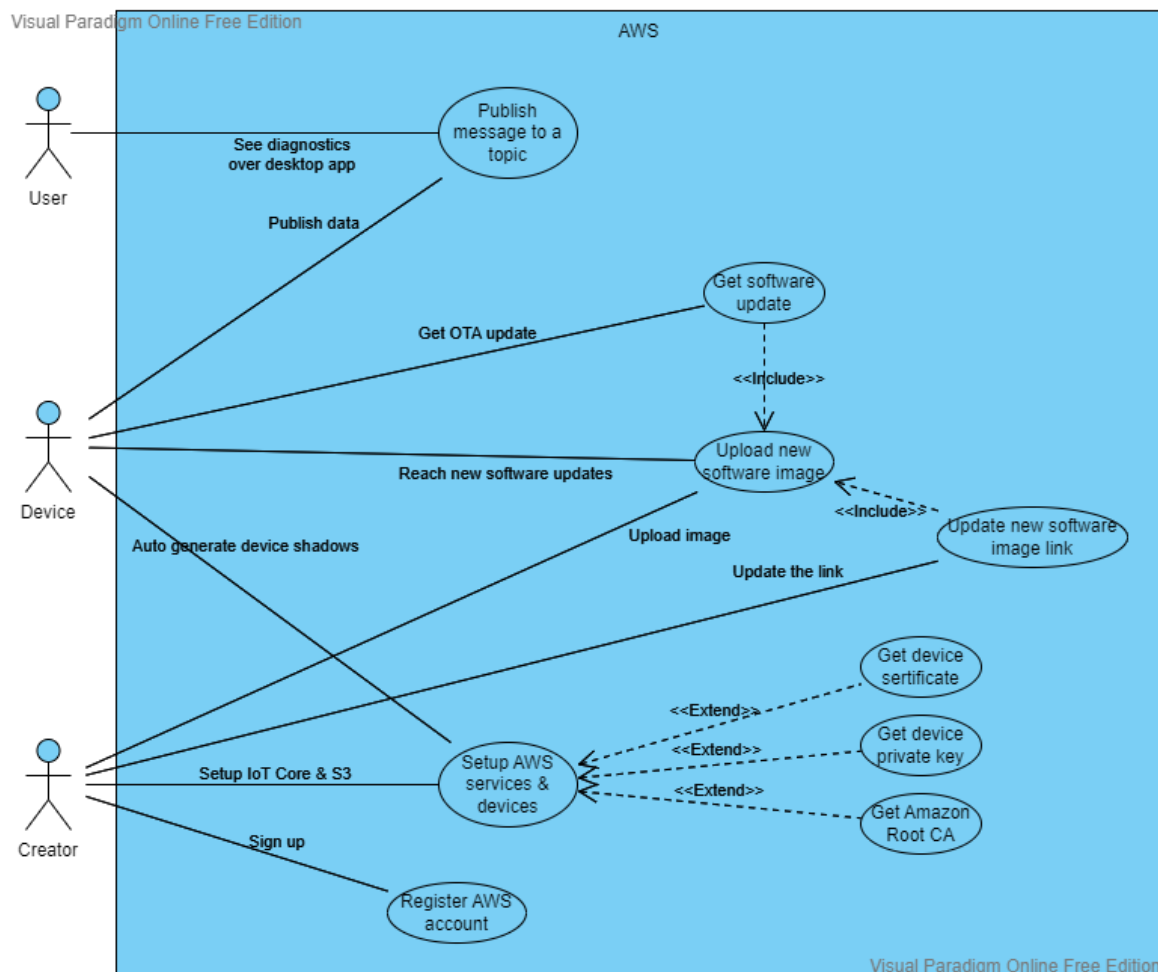 Visual Paradigm Online Free Edition
AWS
Publish
message to a
topic
See diagnostics
over desktop app
User
Publish data
Get software
update
Get OTA update
<<Include>>
Device
Upload new
software image
Reach new software updates
<<Include>>
Update new software
image link
Upload image
Auto generate device shadows
Update the link
Get device
sertificate
<<Extend>>
Get device
private key
<<Extend>>
Setup AWS
services &
devices
Setup IoT Core & S3
<<Extend>>
Get Amazon
Root CA
Creator
Sign up
Register AWS
account
Visual Paradigm Online Free Edition